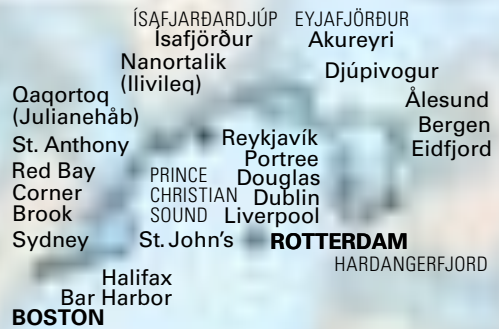 ÍSAFJARÐARDJÚP EYJAFJÖRÐUR
Ísafjörður Akureyri
Nanortalik
(Ilivileq)
Djúpivogur
Qaqortoq
(Julianehåb)
Ålesund
Bergen
Eidfjord
St. Anthony
Red Bay
Corner
Brook
Sydney
Reykjavík
Portree
Douglas
Dublin
Liverpool
PRINCE
CHRISTIAN
SOUND
St. John's
ROTTERDAM
HARDANGERFJORD
Halifax
Bar Harbor
BOSTON